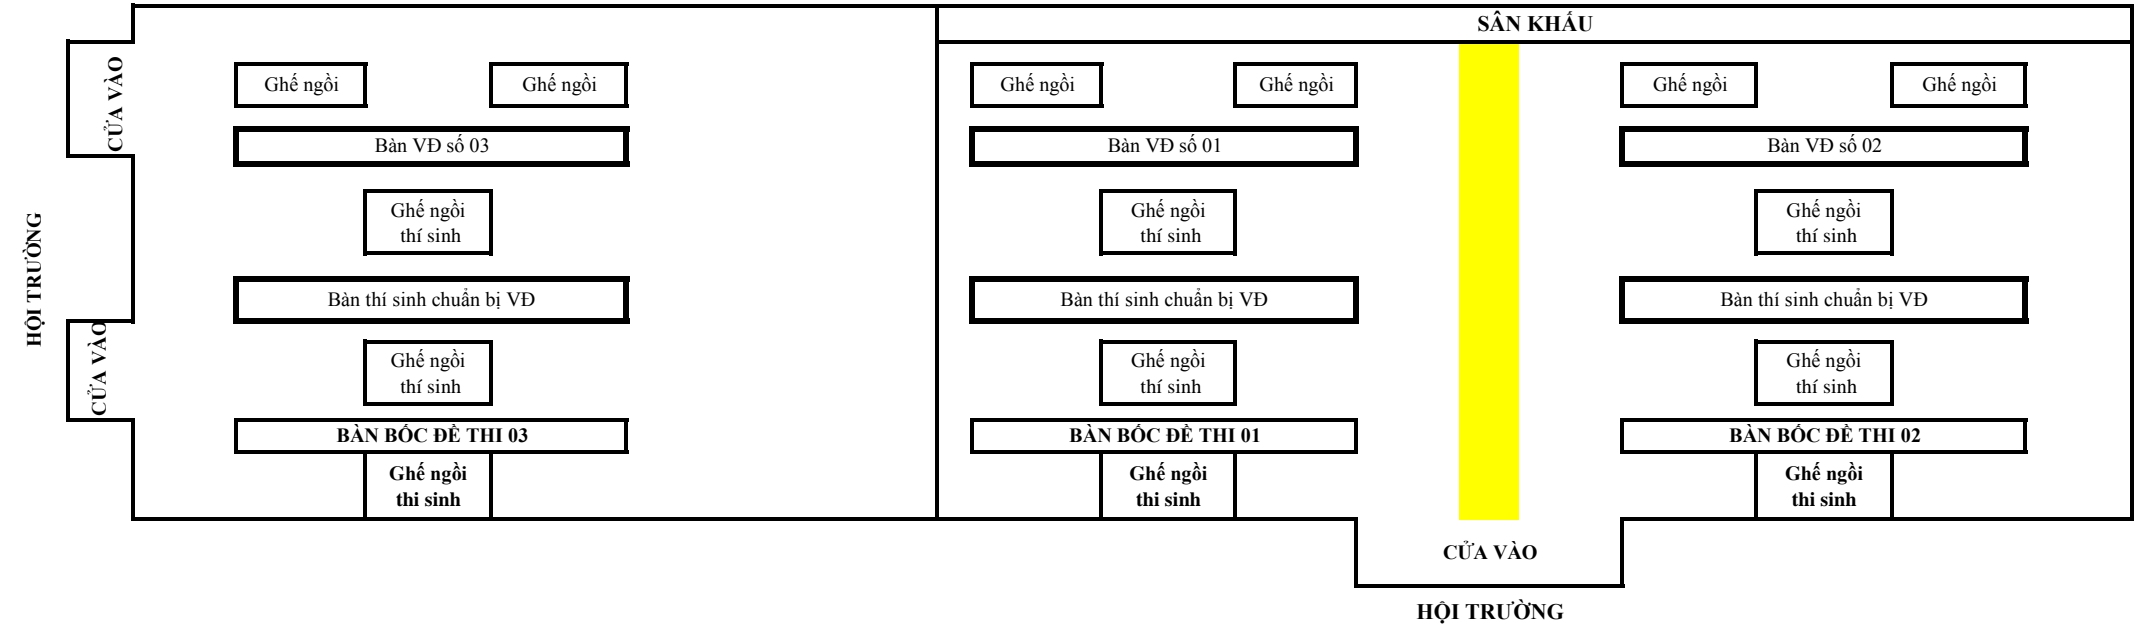 SÂN KHẤU
CỬA VÀO
Ghế ngồi
Ghế ngồi
Ghế ngồi
Ghế ngồi
Ghế ngồi
Ghế ngồi
Bàn VĐ số 03
Bàn VĐ số 01
Bàn VĐ số 02
Ghế ngồi
thí sinh
Ghế ngồi
thí sinh
Ghế ngồi
thí sinh
HỘI TRƯỜNG
Bàn thí sinh chuẩn bị VĐ
Bàn thí sinh chuẩn bị VĐ
Bàn thí sinh chuẩn bị VĐ
CỬA VÀO
Ghế ngồi
thí sinh
Ghế ngồi
thí sinh
Ghế ngồi
thí sinh
BÀN BỐC ĐỀ THI 03
BÀN BỐC ĐỀ THI 01
BÀN BỐC ĐỀ THI 02
Ghế ngồi
thi sinh
Ghế ngồi
thi sinh
Ghế ngồi
thi sinh
CỬA VÀO
HỘI TRƯỜNG